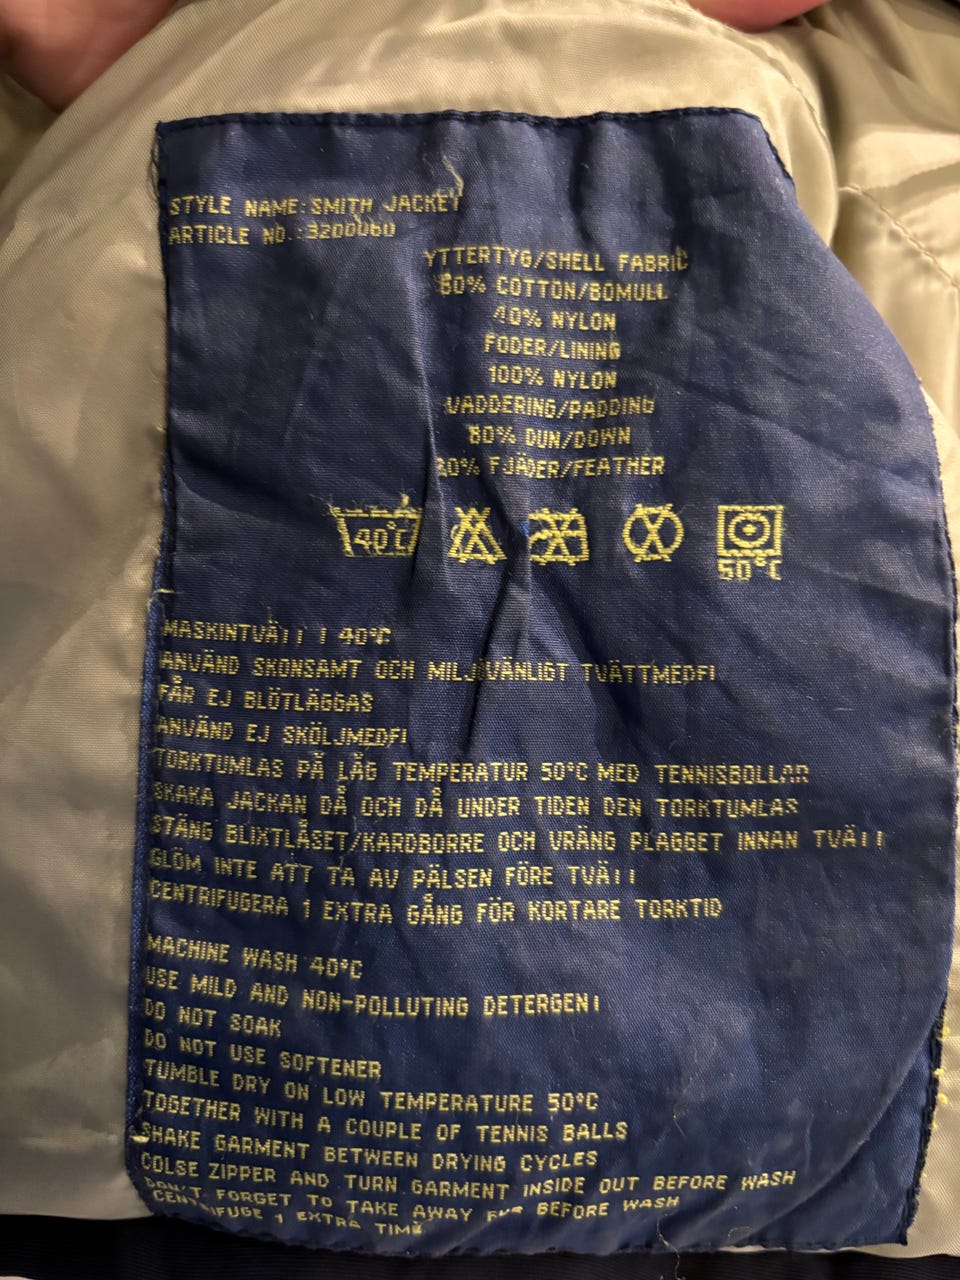 STYLE NAME: SMITH JACKET
ARTICLE NO.: 3200060
YTTERTYG/SHELL FABRIC
60% COTTON/BOMULL
40% NYLON
FODER/LINING
100% NYLON
VADDERING/PADDING
80% DUN/DOWN
20% FJÄDER/FEATHER
40°C
50°C
MASKINTVÄTT I 40°C
ANVÄND SKONSAMT OCH MILJÖVÄNLIGT TVÄTTMEDEL
FÅR EJ BLÖTLÄGGAS
ANVÄND EJ SKÖLJMEDEL
TORKTUMLAS PÅ LÅG TEMPERATUR 50°C MED TENNISBOLLAR
SKAKA JACKAN DÅ OCH DÅ UNDER TIDEN DEN TORKTUMLAS
STÄNG BLIXTLÅSET/KARDBORRE OCH VRÄNG PLAGGET INNAN TVÄTT
GLÖM INTE ATT TA AV PÄLSEN FÖRE TVÄTT
CENTRIFUGERA 1 EXTRA GÅNG FÖR KORTARE TORKTID
MACHINE WASH 40°C
USE MILD AND NON-POLLUTING DETERGENT
DO NOT SOAK
DO NOT USE SOFTENER
TUMBLE DRY ON LOW TEMPERATURE 50°C
TOGETHER WITH A COUPLE OF TENNIS BALLS
SHAKE GARMENT BETWEEN DRYING CYCLES
COLSE ZIPPER AND TURN GARMENT INSIDE OUT BEFORE WASH
DON'T FORGET TO TAKE AWAY FUR BEFORE WASH
CENTRIFUGE 1 EXTRA TIME